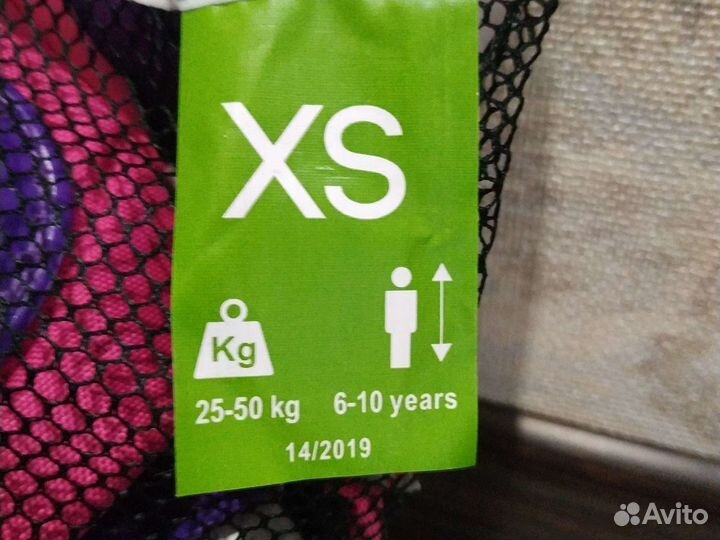 XS
Kg
25-50 kg 6-10 years
14/2019
Avito